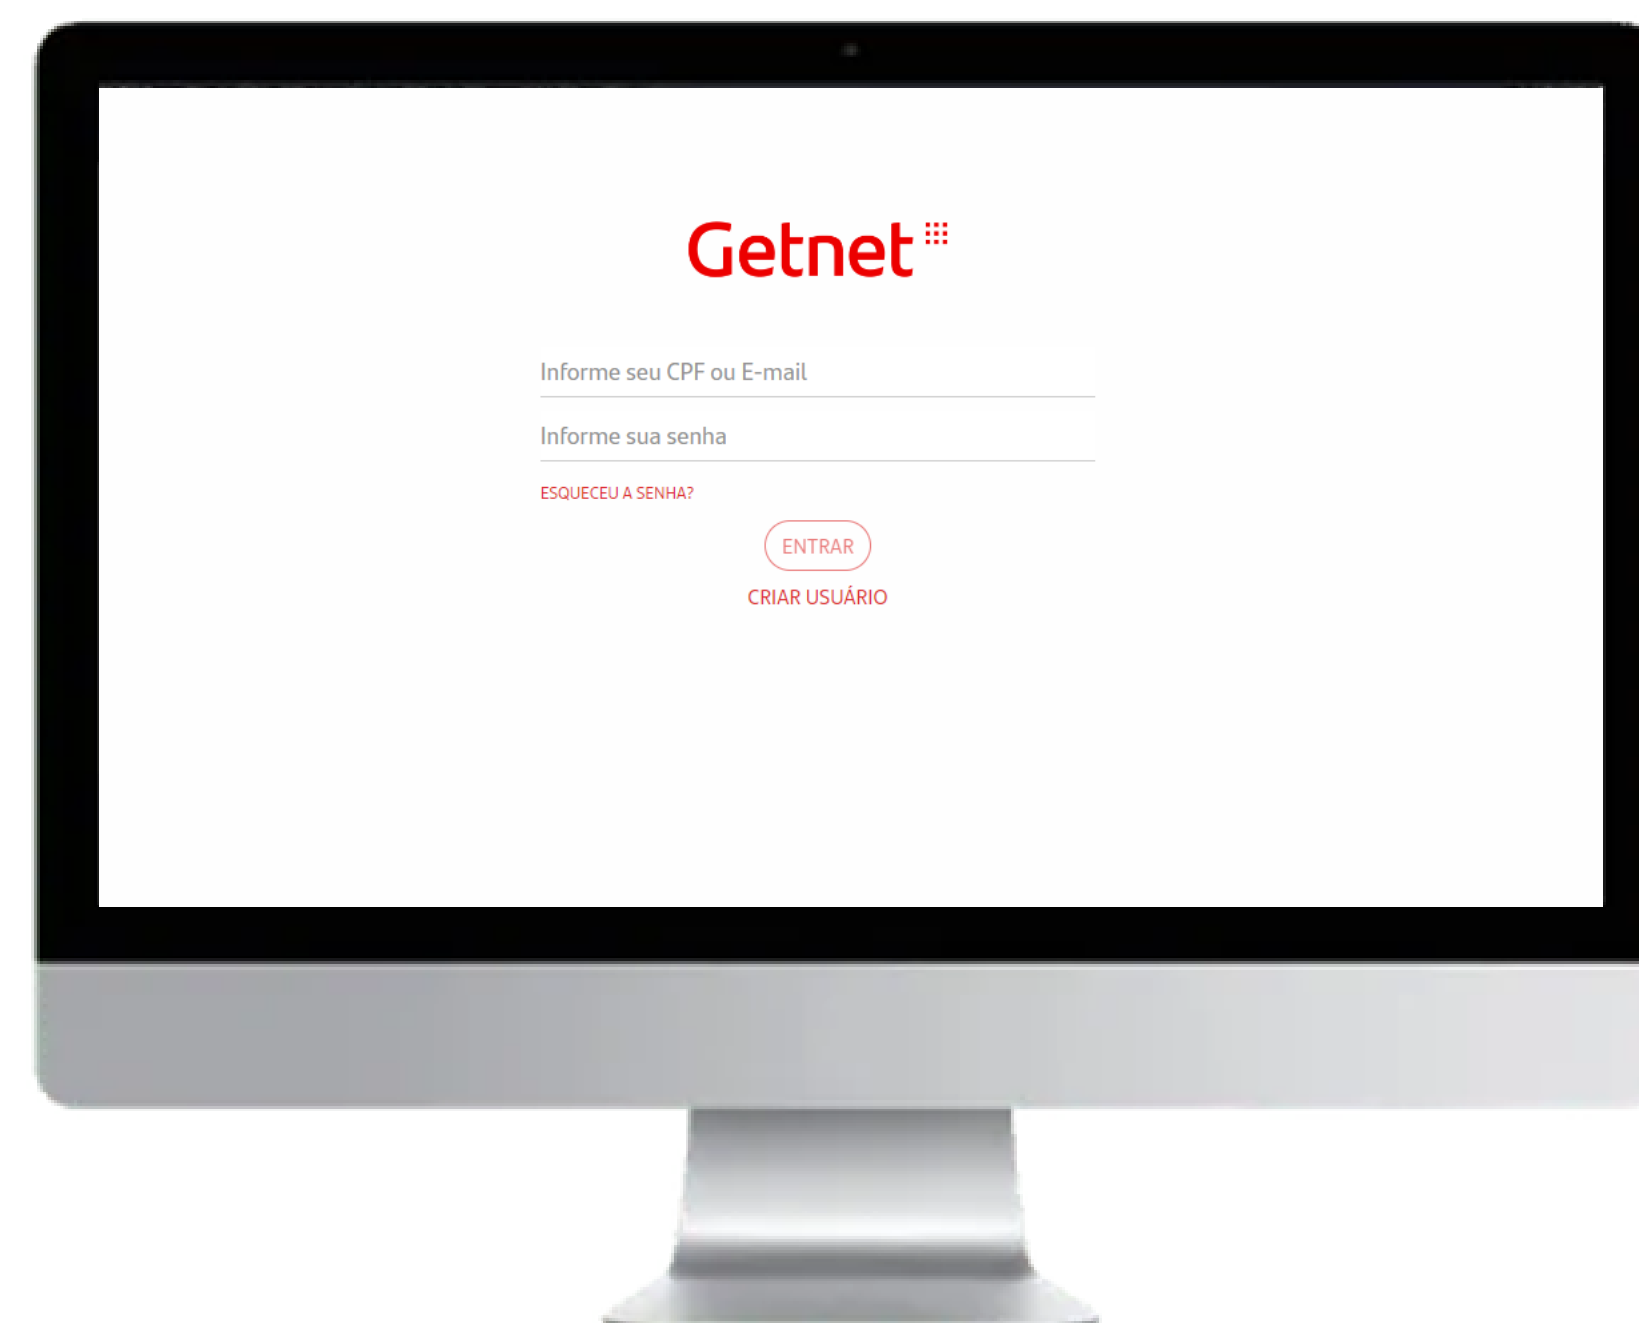 Getnet
Informe seu CPF ou E-mail
Informe sua senha
ESQUECEU A SENHA?
ENTRAR
CRIAR USUÁRIO